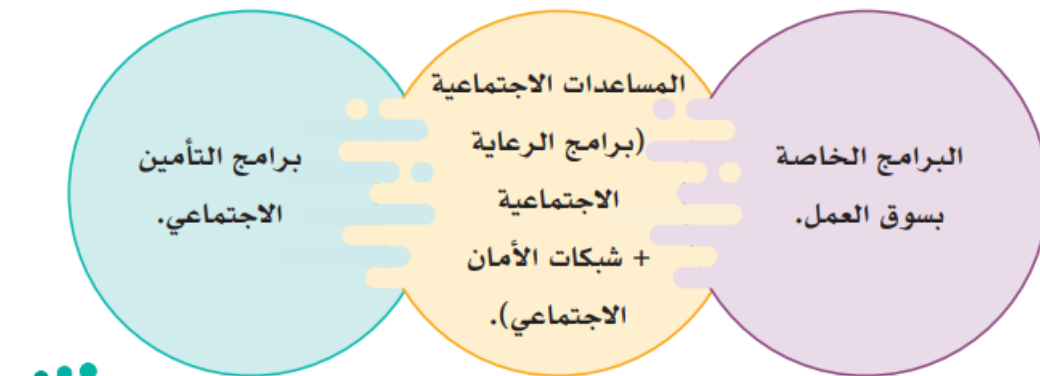 البرامج الخاصة
بسوق العمل.
المساعدات الاجتماعية
(برامج الرعاية
الاجتماعية
+ شبكات الأمان
الاجتماعي).
برامج التأمين
الاجتماعي.